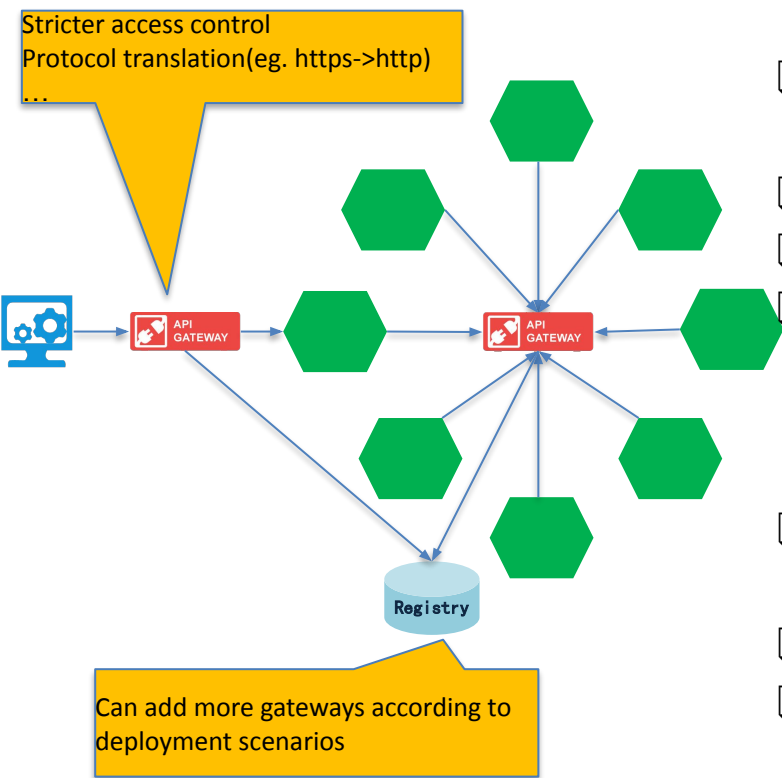 Stricter access control
Protocol translation(eg. https->http)
…
API
GATEWAY
API
GATEWAY
Registry
Can add more gateways according to
deployment scenarios